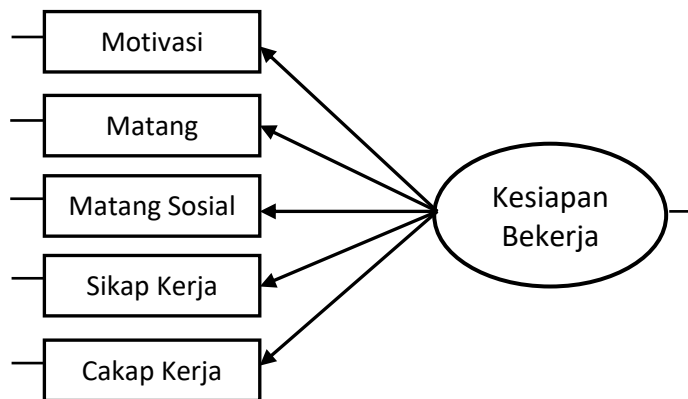 Motivasi
Matang
Matang Sosial
Sikap Kerja
Cakap Kerja
Kesiapan
Bekerja